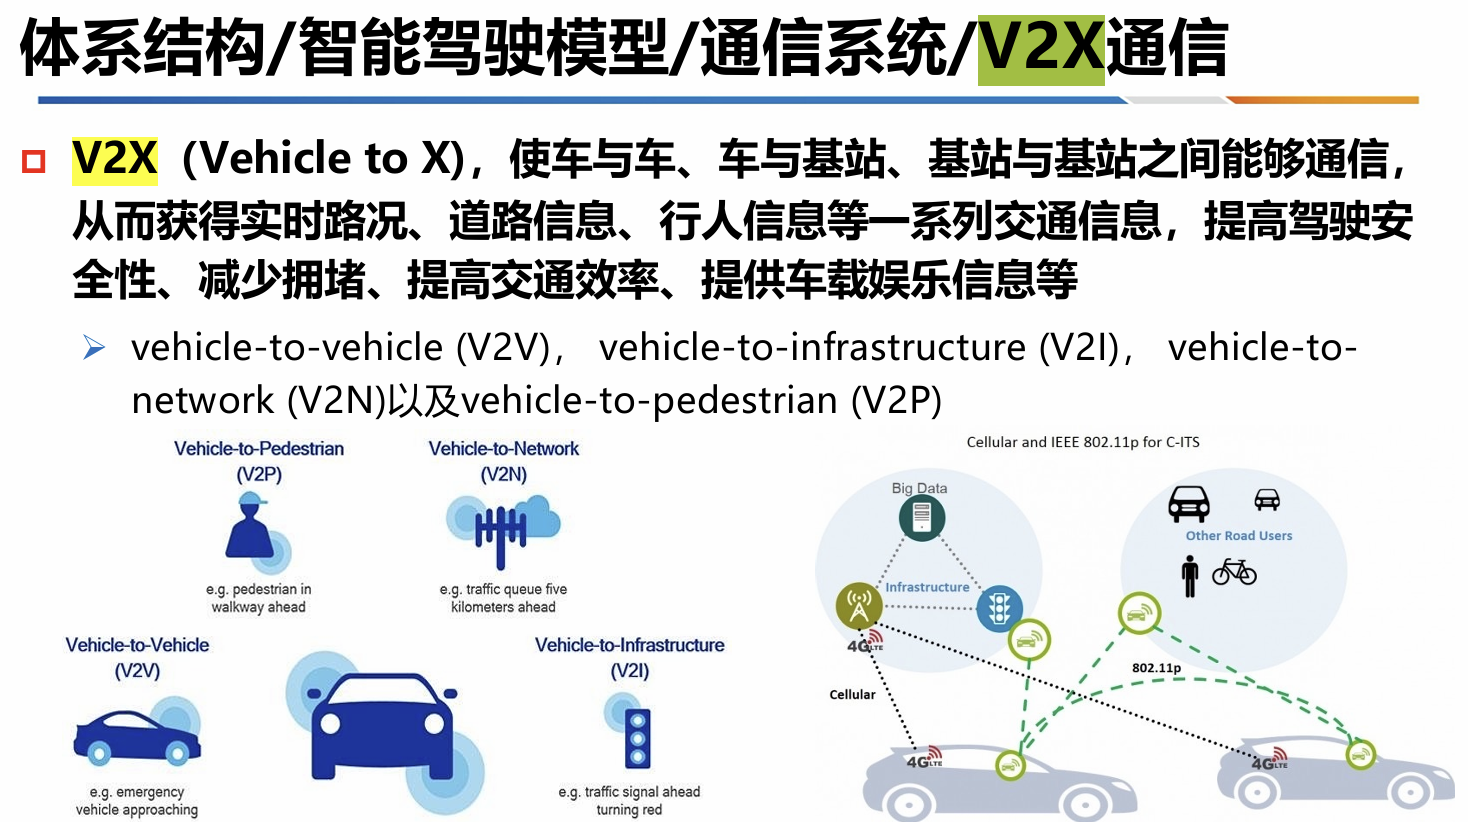 体系结构/智能驾驶模型/通信系统/V2X通信
V2X（Vehicle to X)，使车与车、车与基站、基站与基站之间能够通信，
从而获得实时路况、道路信息、行人信息等一系列交通信息，提高驾驶安
全性、减少拥堵、提高交通效率、提供车载娱乐信息等
vehicle-to-vehicle (V2V)， vehicle-to-infrastructure (V2I)， vehicle-to-
network (V2N)以及vehicle-to-pedestrian (V2P)
Vehicle-to-Pedestrian
(V2P)
e.g. pedestrian in
walkway ahead
Vehicle-to-Network
(V2N)
e.g. traffic queue five
kilometers ahead
Vehicle-to-Vehicle
(V2V)
e.g. emergency
vehicle approaching
Vehicle-to-Infrastructure
(V2I)
e.g. traffic signal ahead
turning red
Cellular and IEEE 802.11p for C-ITS
Big Data
Infrastructure
4G LTE
Other Road Users
802.11p
Cellular
4G LTE
4G LTE